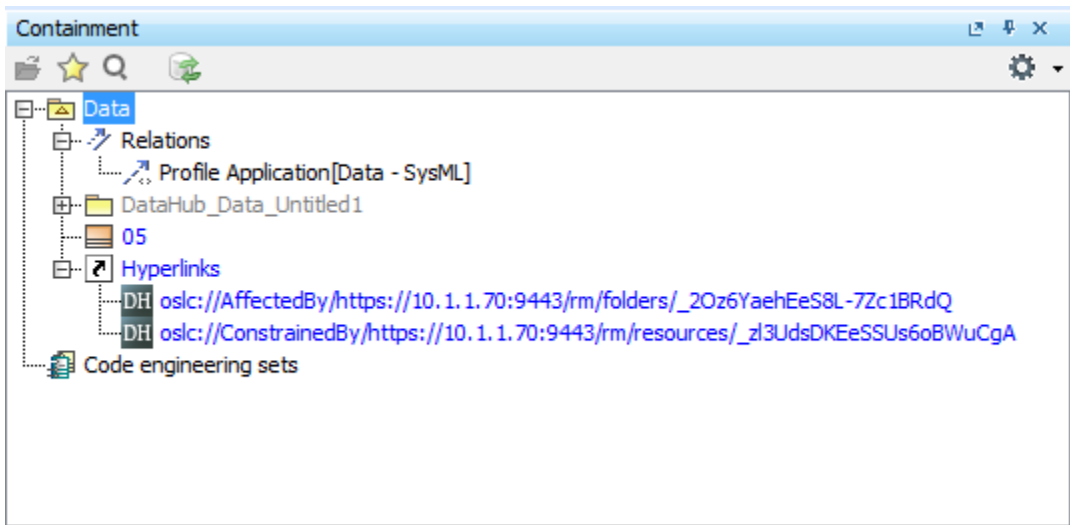 Containment
Data
Relations
Profile Application[Data - SysML]
DataHub_Data_Untitled1
05
Hyperlinks
DH oslc://AffectedBy/https://10.1.1.70:9443/rm/folders/_2Oz6YaehEeS8L-7Zc1BRdQ
DH oslc://ConstrainedBy/https://10.1.1.70:9443/rm/resources/_zl3UdsDKEeSSUs6oBWuCgA
Code engineering sets